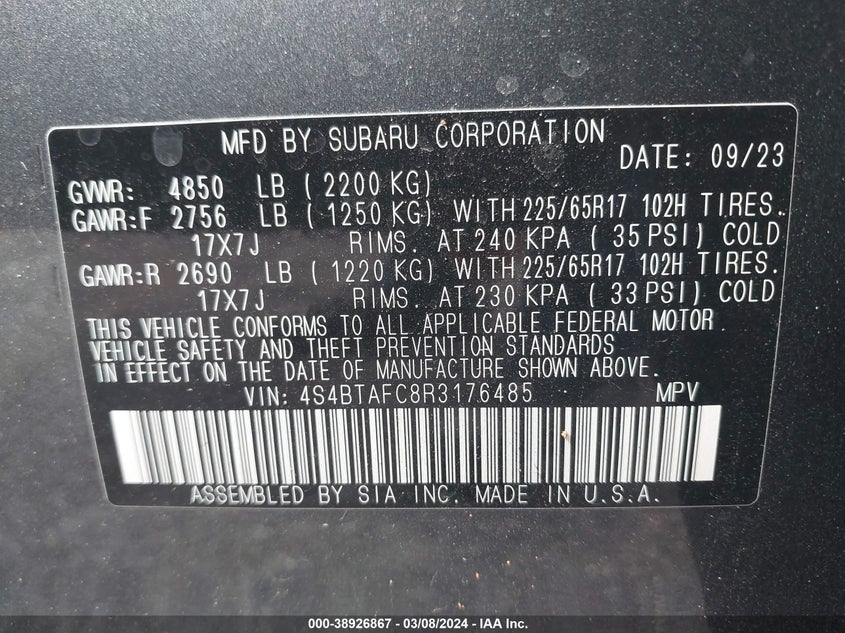 MFD BY SUBARU CORPORATION
DATE: 09/23
GVWR: 4850 LB ( 2200 KG)
GAWR:F 2756 LB ( 1250 KG) WITH 225/65R17 102H TIRES.
17X7J RIMS. AT 240 KPA ( 35 PSI) COLD
GAWR:R 2690 LB ( 1220 KG) WITH 225/65R17 102H TIRES.
17X7J RIMS. AT 230 KPA ( 33 PSI) COLD
THIS VEHICLE CONFORMS TO ALL APPLICABLE FEDERAL MOTOR
VEHICLE SAFETY AND THEFT PREVENTION STANDARDS
IN EFFECT ON THE DATE OF MANUFACTURE SHOWN ABOVE.
VIN: 4S4BTAFC8R3176485 MPV
ASSEMBLED BY SIA INC. MADE IN U.S.A.
000-38926867 - 03/08/2024 - IAA Inc.